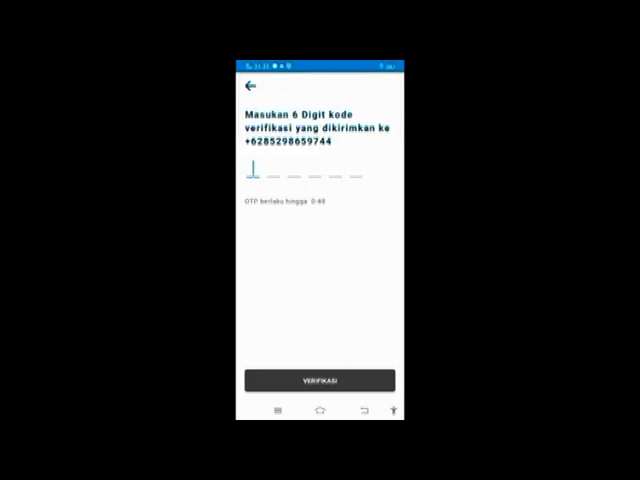 Masukan 6 Digit kode
verifikasi yang dikirimkan ke
+6285298659744
OTP berlaku hingga 0:48
VERIFIKASI